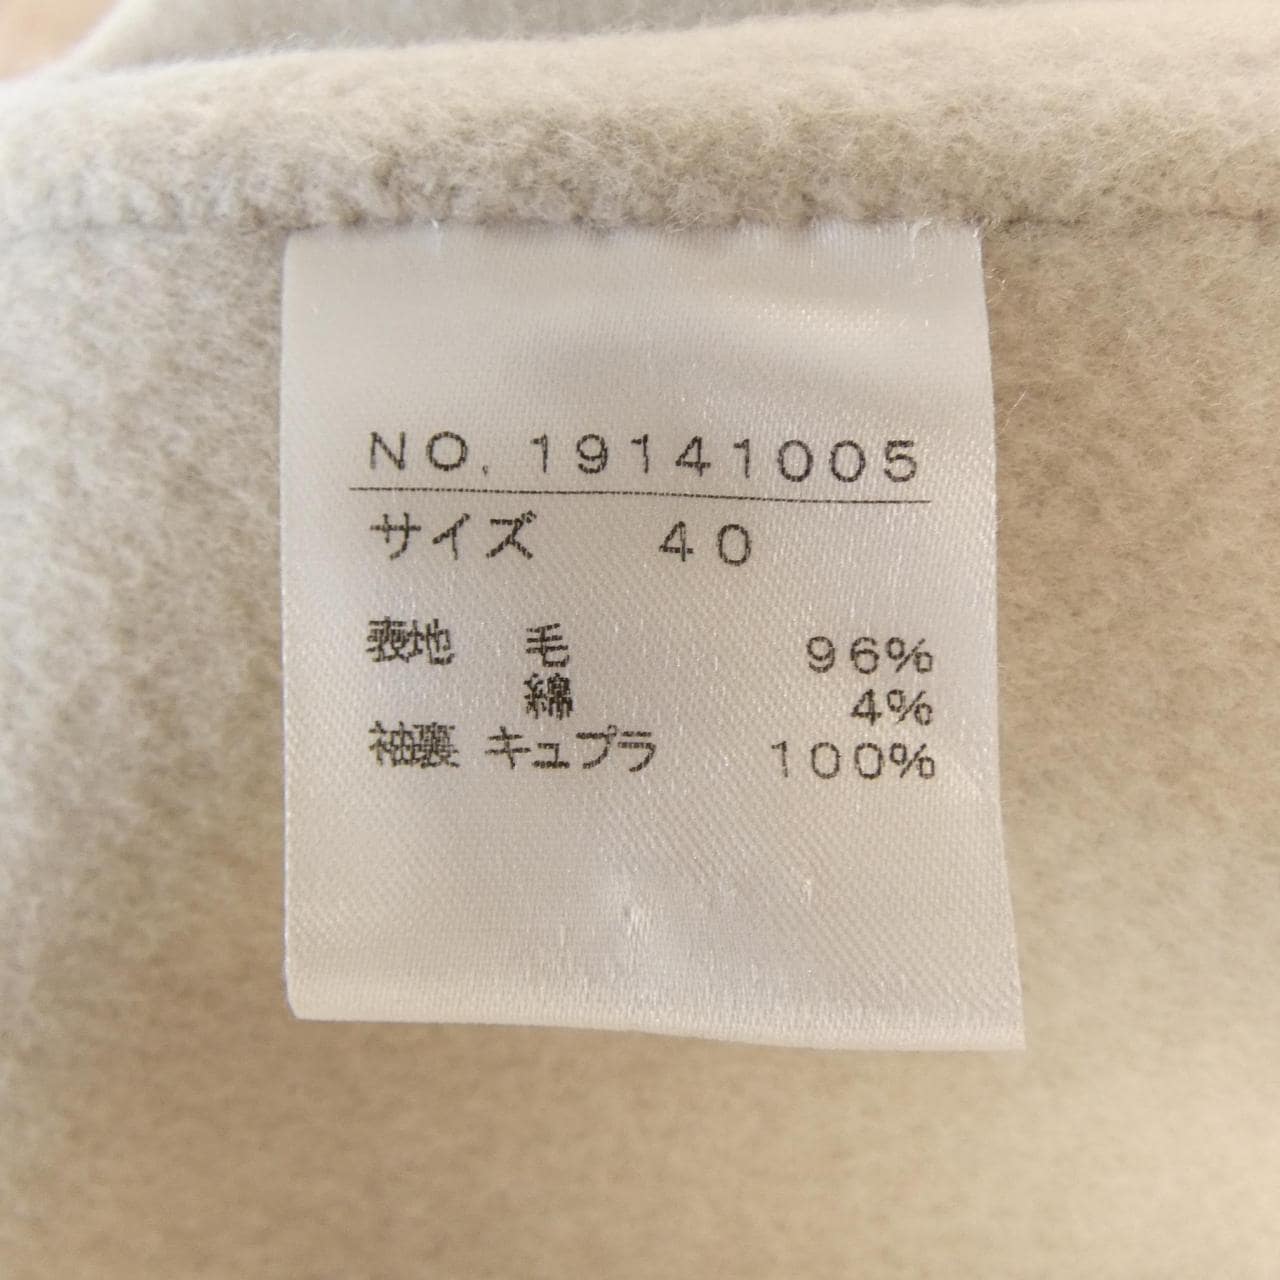 NO. 19141005
サイズ 40
表地 毛 96%
綿 4%
袖裏 キュプラ 100%